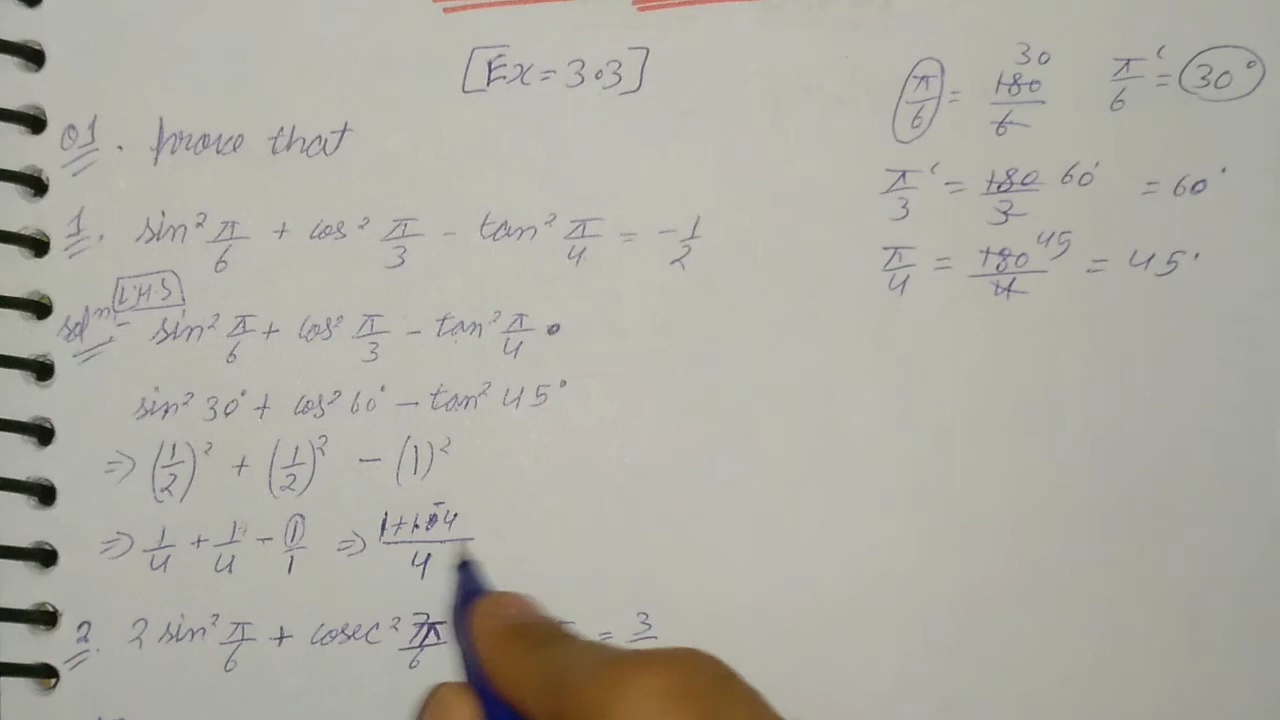 [Ex = 3.3]
Q1. Prove that
1. sin² π/6 + cos² π/3 - tan² π/4 = -1/2
L.H.S
solⁿ:- sin² π/6 + cos² π/3 - tan² π/4
sin² 30° + cos² 60° - tan² 45°
⇒ (1/2)² + (1/2)² - (1)²
⇒ 1/4 + 1/4 - 1/1 ⇒ 1+1-4/4
2. 2 sin² π/6 + cosec² 7π/6 = 3/
π/6 = 180/6 30 π/6 = 30°
π/3 = 180/3 60° = 60°
π/4 = 180/4 45 = 45°